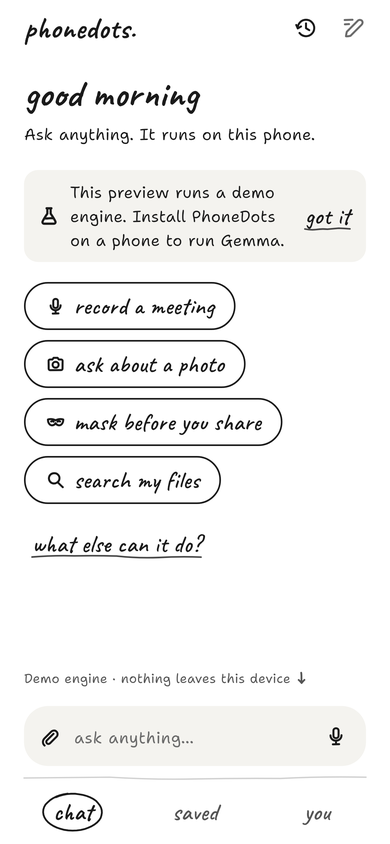 phonedots.
good morning
Ask anything. It runs on this phone.
This preview runs a demo
engine. Install PhoneDots
on a phone to run Gemma.
got it
record a meeting
ask about a photo
mask before you share
search my files
what else can it do?
Demo engine · nothing leaves this device ↓
ask anything...
chat
saved
you